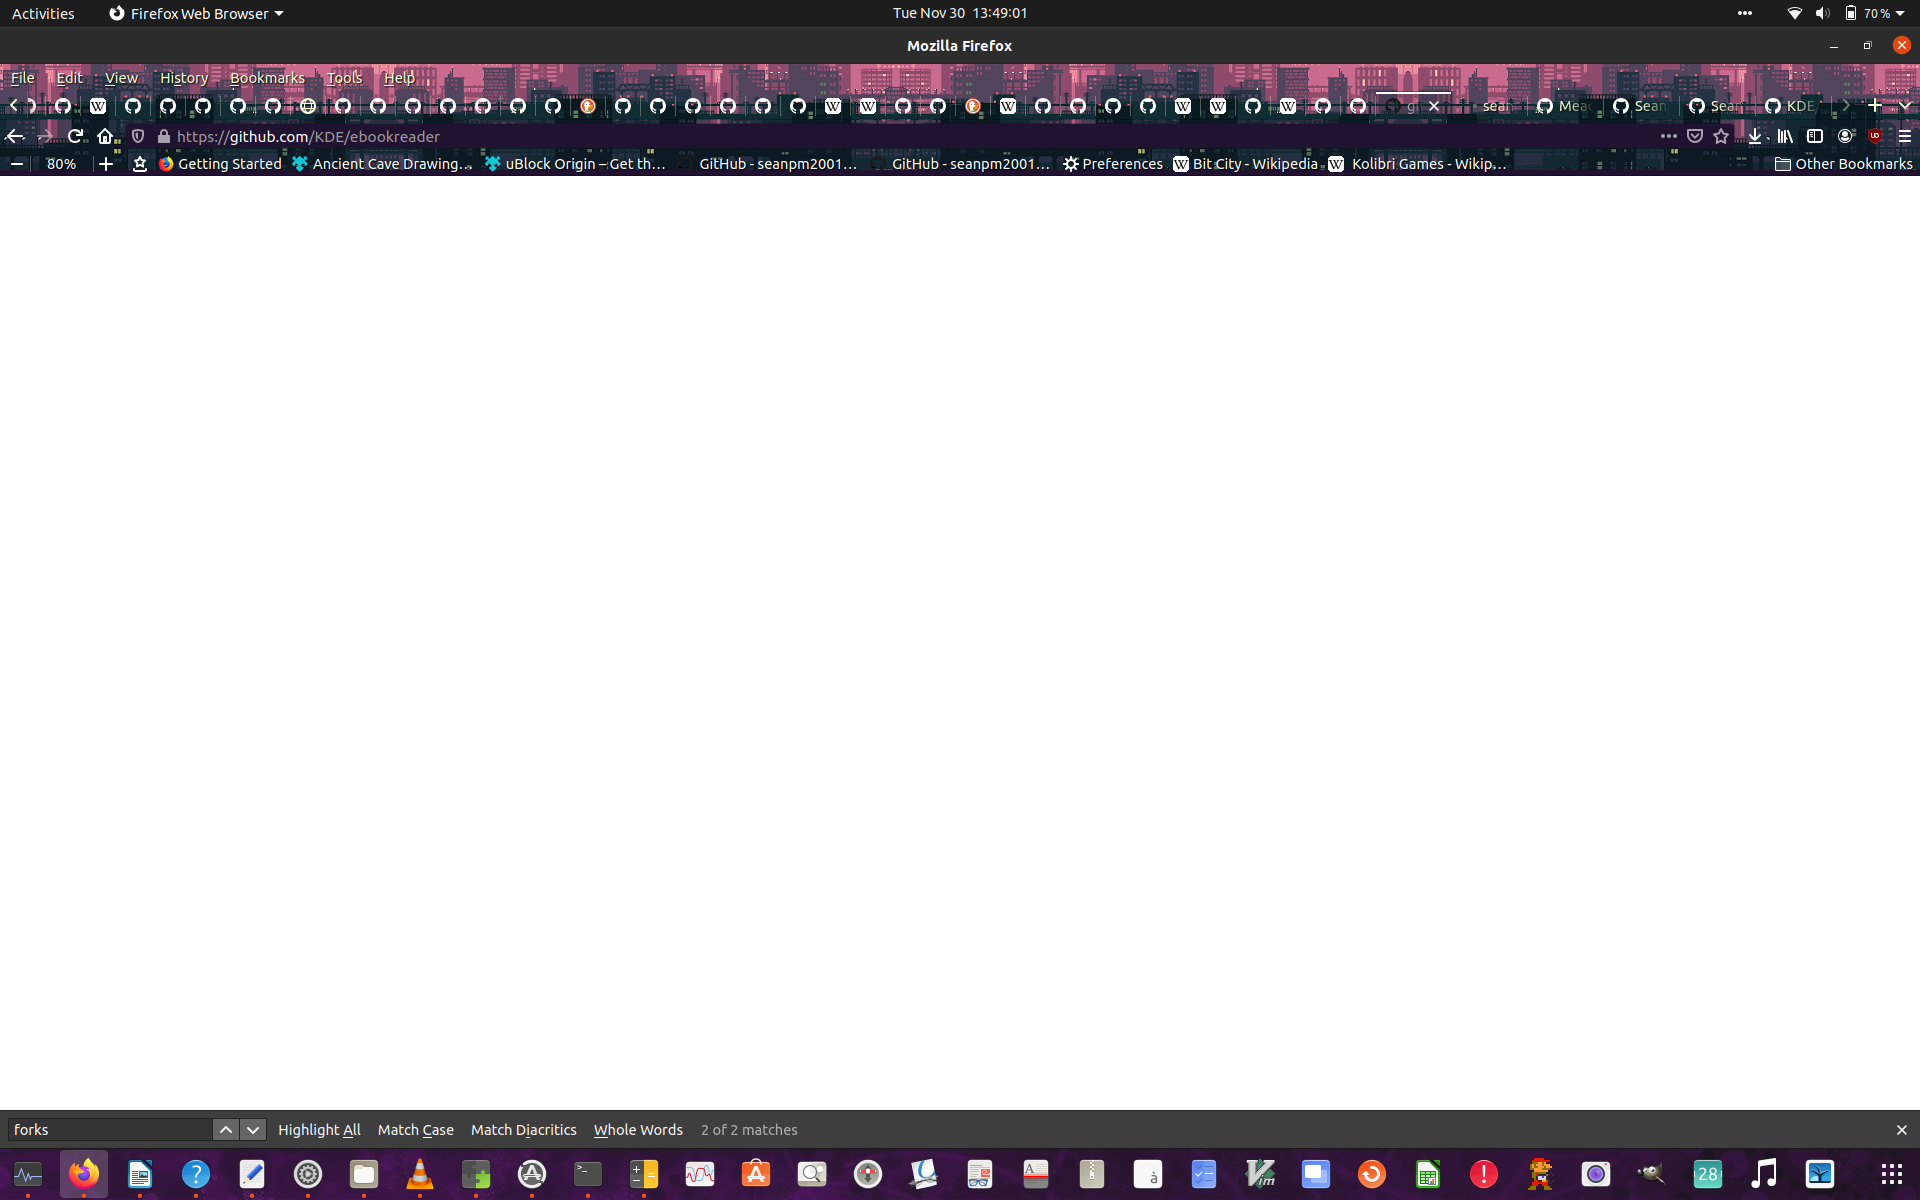 Activities Firefox Web Browser Tue Nov 30 13:49:01 70 %
Mozilla Firefox
File Edit View History Bookmarks Tools Help
g sean Mea Sean Sear KDE
https://github.com/KDE/ebookreader
80% Getting Started Ancient Cave Drawing… uBlock Origin – Get th… GitHub - seanpm2001… GitHub - seanpm2001… Preferences Bit City - Wikipedia Kolibri Games - Wikip… Other Bookmarks
forks Highlight All Match Case Match Diacritics Whole Words 2 of 2 matches
28